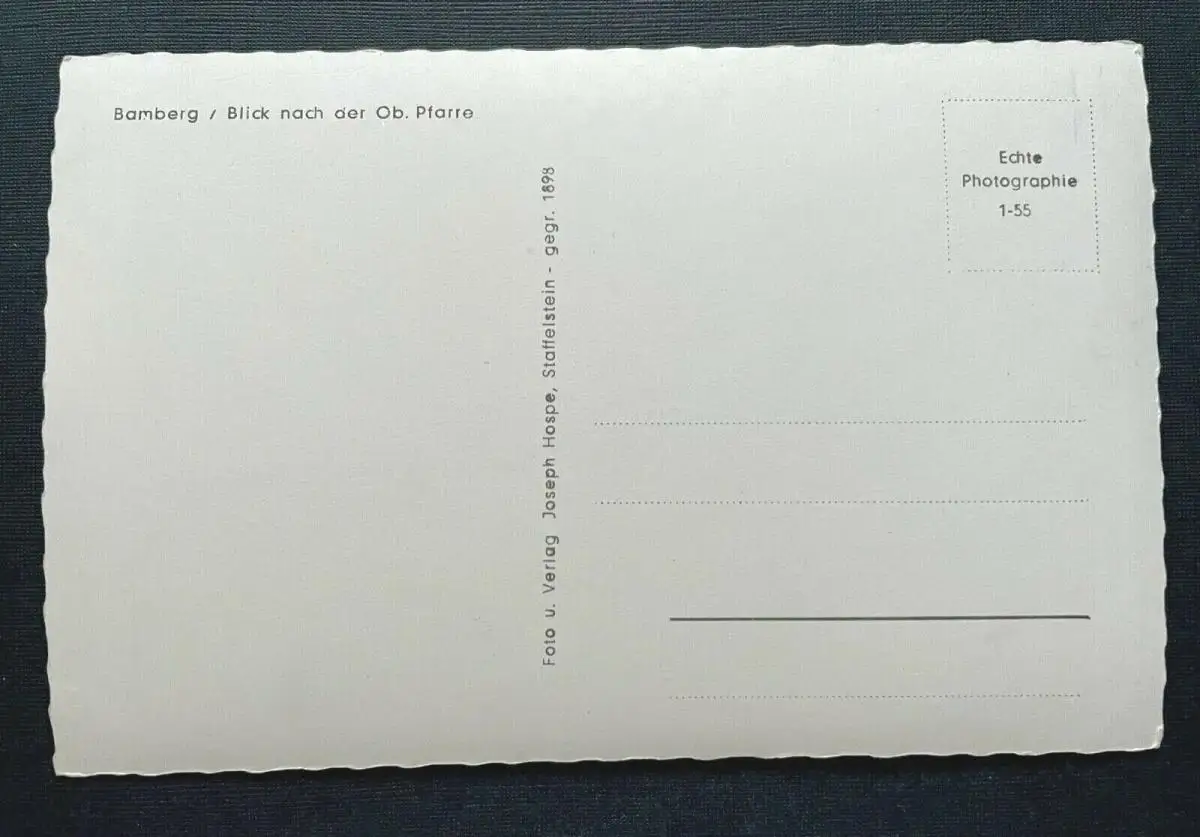 Bamberg / Blick nach der Ob. Pfarre
Echte
Photographie
1-55
Foto u. Verlag Joseph Hospe, Staffelstein - gegr. 1898